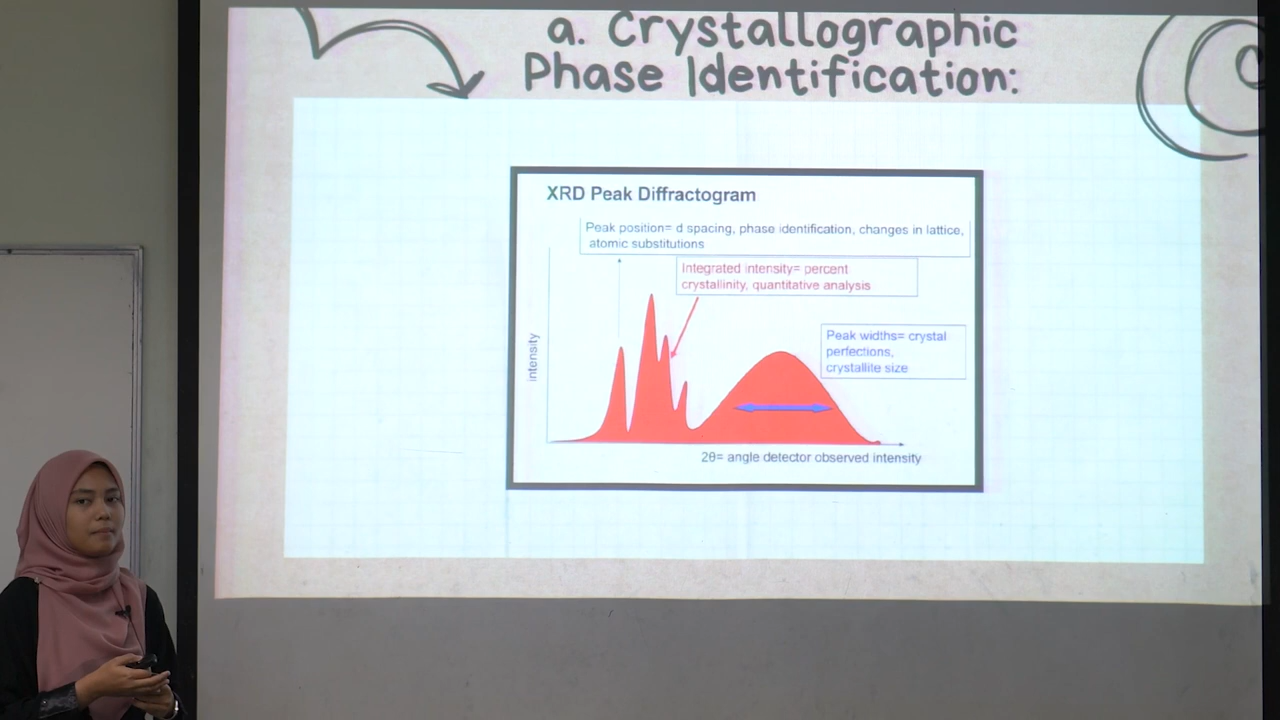 a. Crystallographic
Phase Identification:
XRD Peak Diffractogram
Peak position= d spacing, phase identification, changes in lattice,
atomic substitutions
Integrated intensity= percent
crystallinity, quantitative analysis
Peak widths= crystal
perfections,
crystallite size
intensity
2θ= angle detector observed intensity